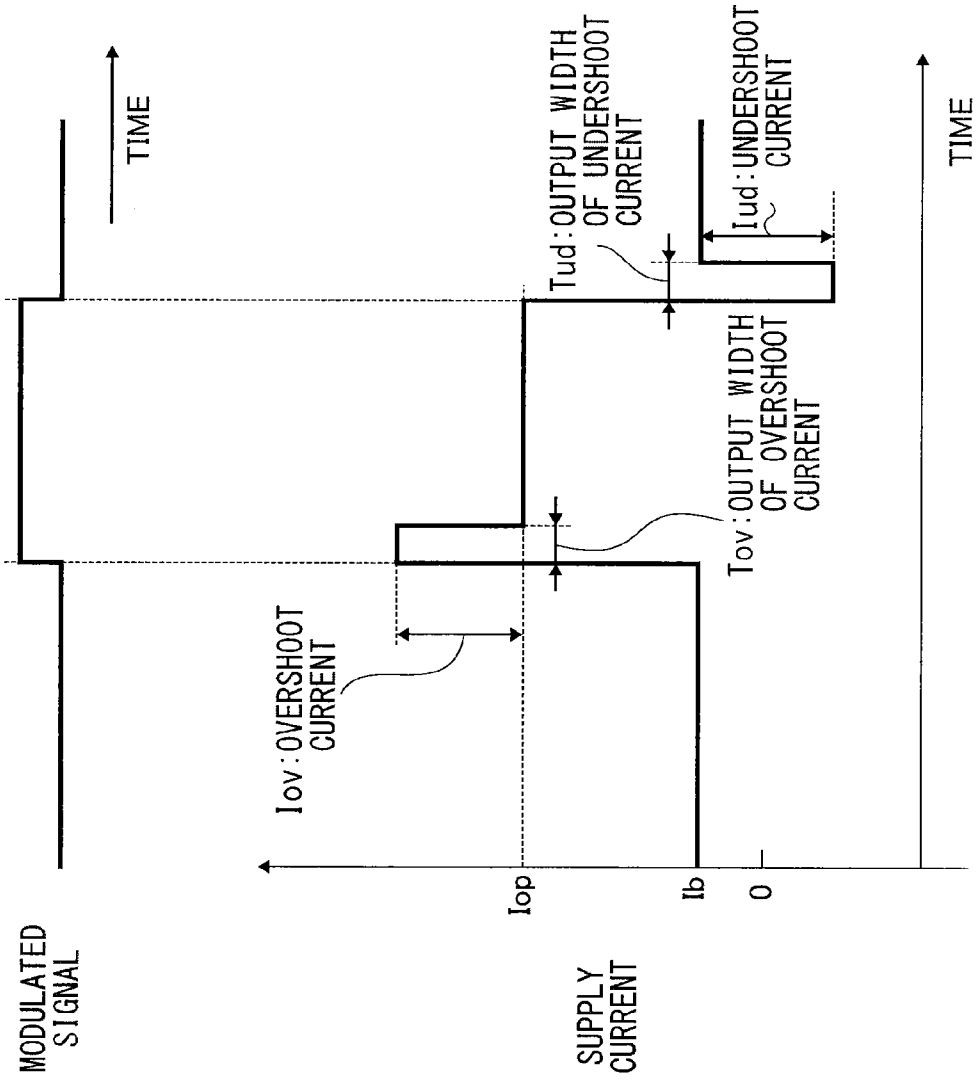 MODULATED
SIGNAL
TIME
Iov:OVERSHOOT
CURRENT
Tud:OUTPUT WIDTH
OF UNDERSHOOT
CURRENT
Iud:UNDERSHOOT
CURRENT
Tov:OUTPUT WIDTH
OF OVERSHOOT
CURRENT
SUPPLY
CURRENT
Iop
Ib
0
TIME